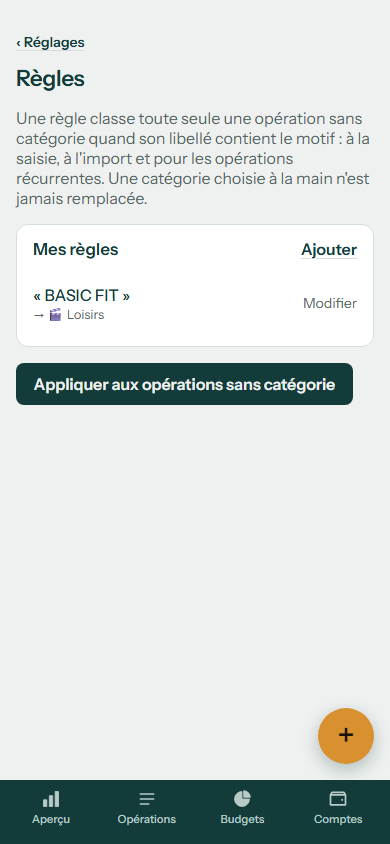 ‹ Réglages
Règles
Une règle classe toute seule une opération sans
catégorie quand son libellé contient le motif : à la
saisie, à l'import et pour les opérations
récurrentes. Une catégorie choisie à la main n'est
jamais remplacée.
Mes règles
Ajouter
« BASIC FIT »
→ 🎬 Loisirs
Modifier
Appliquer aux opérations sans catégorie
+
Aperçu
Opérations
Budgets
Comptes